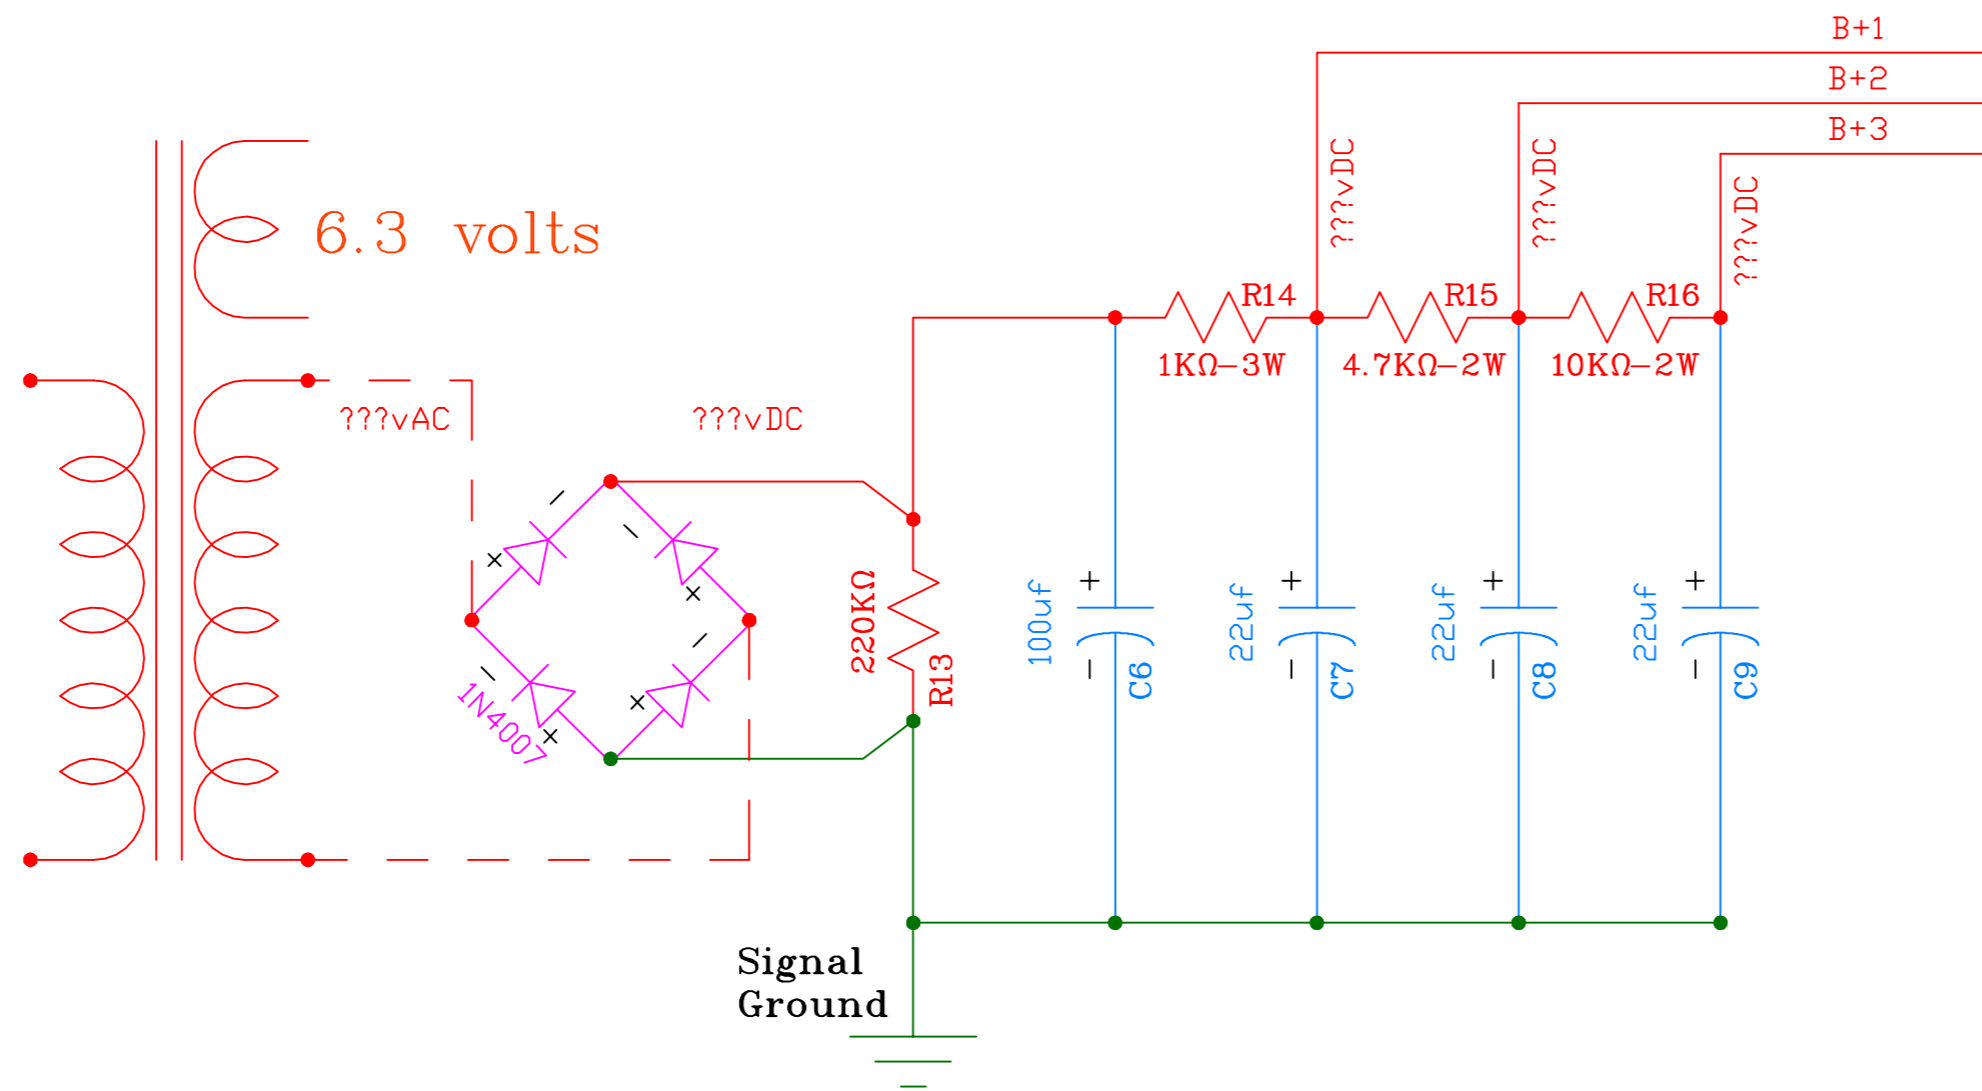 B+1
B+2
B+3
???vDC
???vDC
???vDC
6.3 volts
R14
R15
R16
1KΩ-3W
4.7KΩ-2W
10KΩ-2W
???vAC
???vDC
-
-
+
+
-
-
+
+
1N4007
220KΩ
R13
100uf
+
-
C6
22uf
+
-
C7
22uf
+
-
C8
22uf
+
-
C9
Signal
Ground